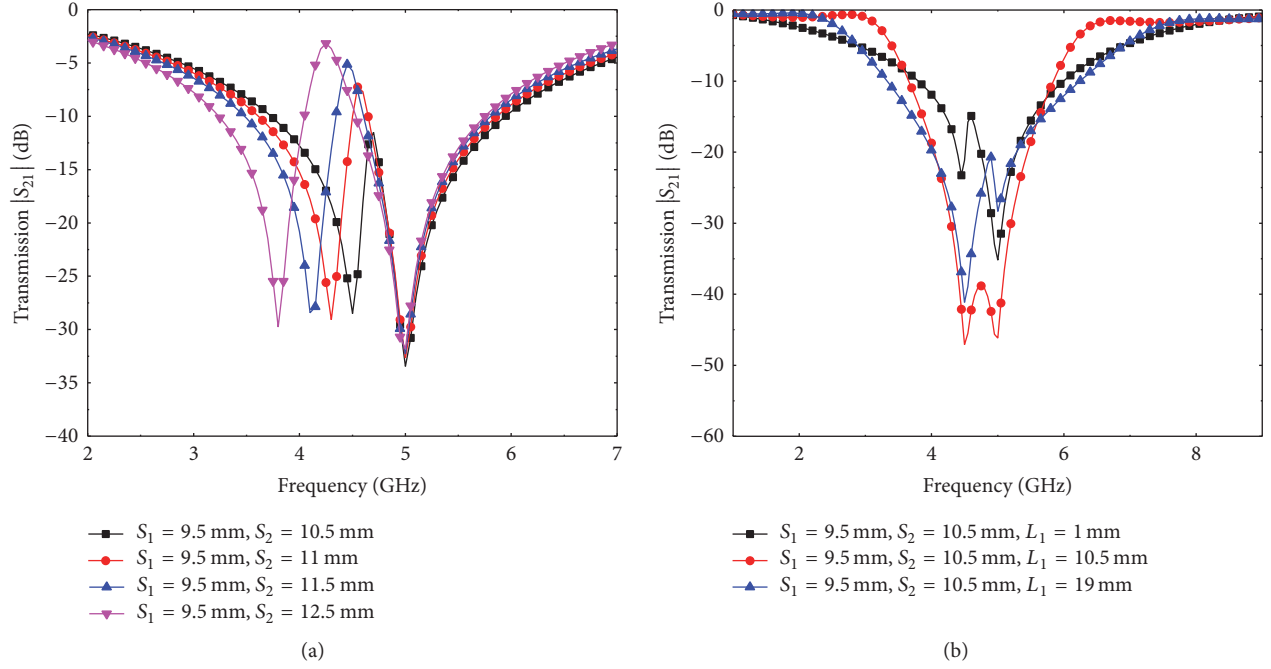 0
−5
−10
−15
−20
−25
−30
−35
−40
Transmission |S₂₁| (dB)
2 3 4 5 6 7
Frequency (GHz)
S₁ = 9.5 mm, S₂ = 10.5 mm
S₁ = 9.5 mm, S₂ = 11 mm
S₁ = 9.5 mm, S₂ = 11.5 mm
S₁ = 9.5 mm, S₂ = 12.5 mm
(a)
0
−10
−20
−30
−40
−50
−60
Transmission |S₂₁| (dB)
2 4 6 8
Frequency (GHz)
S₁ = 9.5 mm, S₂ = 10.5 mm, L₁ = 1 mm
S₁ = 9.5 mm, S₂ = 10.5 mm, L₁ = 10.5 mm
S₁ = 9.5 mm, S₂ = 10.5 mm, L₁ = 19 mm
(b)